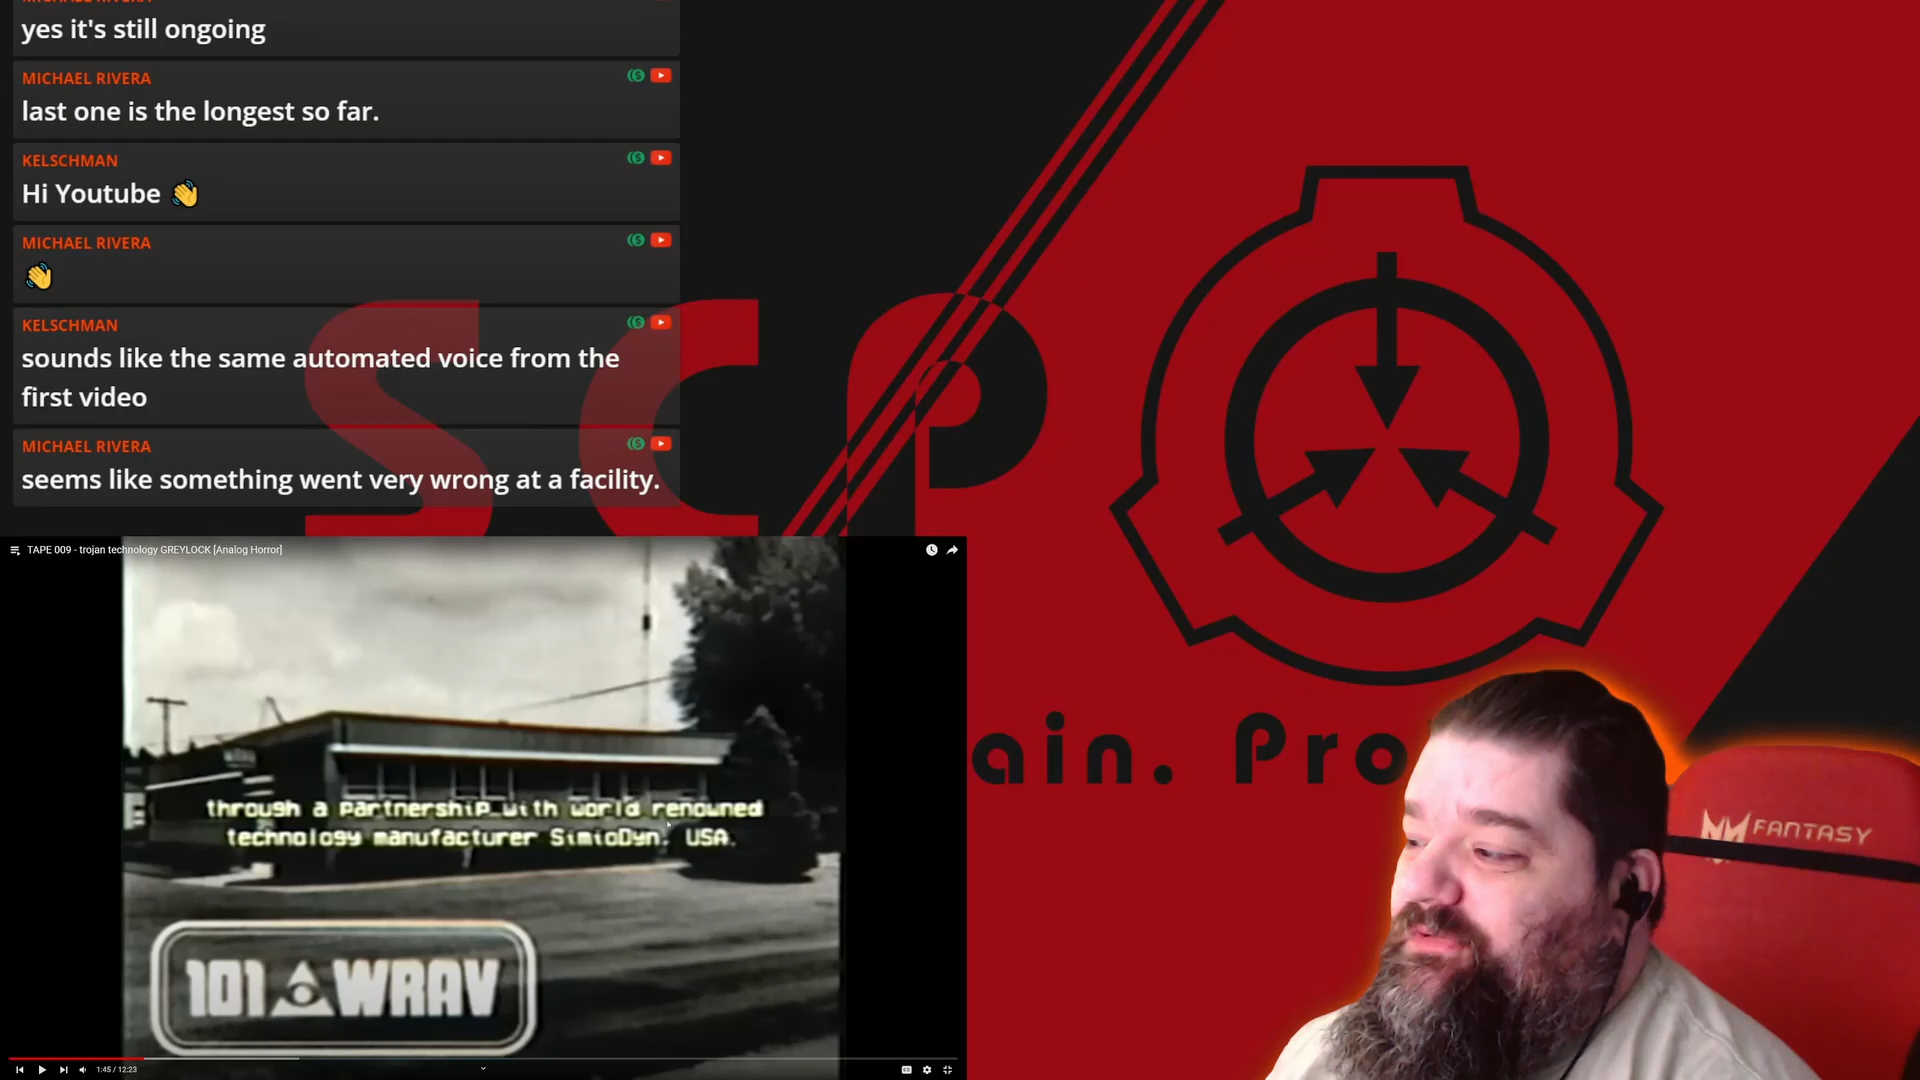 yes it's still ongoing
MICHAEL RIVERA
last one is the longest so far.
KELSCHMAN
Hi Youtube 👋
MICHAEL RIVERA
👋
KELSCHMAN
sounds like the same automated voice from the
first video
MICHAEL RIVERA
seems like something went very wrong at a facility.
SCP
TAPE 009 - trojan technology GREYLOCK [Analog Horror]
through a partnership with world renowned
technology manufacturer SimioDyn, USA.
101 WRAV
1:45 / 12:23
ain. Pro
FANTASY